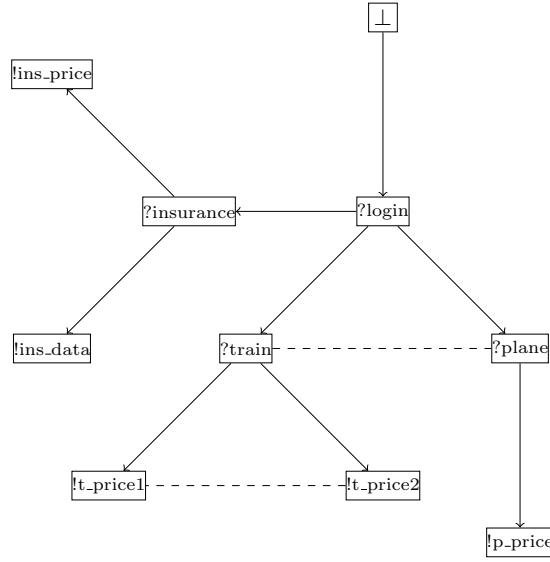 ⊥
!ins_price
?insurance
?login
!ins_data
?train
?plane
!t_price1
!t_price2
!p_price